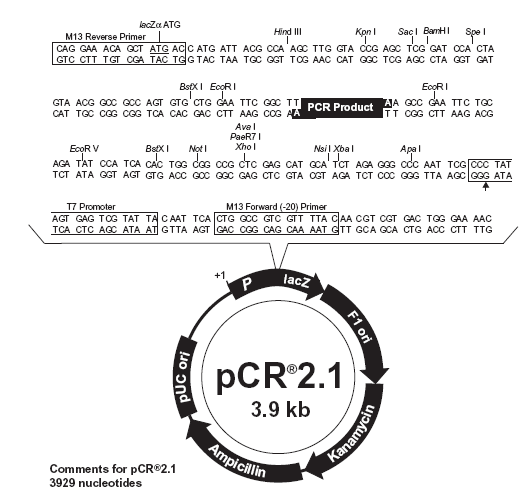 lacZα ATG
M13 Reverse Primer Hind III Kpn I Sac I BamH I Spe I
CAG GAA ACA GCT ATG AC C ATG ATT ACG CCA AGC TTG GTA CCG AGC TCG GAT CCA CTA
GTC CTT TGT CGA TAC TG G TAC TAA TGC GGT TCG AAC CAT GGC TCG AGC CTA GGT GAT
BstX I EcoR I EcoR I
GTA ACG GCC GCC AGT GTG CTG GAA TTC GGC TT PCR Product A A GCC GAA TTC TGC
CAT TGC CGG CGG TCA CAC GAC CTT AAG CCG A A TT CGG CTT AAG ACG
Ava I
PaeR7 I
EcoR V BstX I Not I Xho I Nsi I Xba I Apa I
AGA TAT CCA TCA CAC TGG CGG CCG CTC GAG CAT GCA TCT AGA GGG CCC AAT TCG CCC TAT
TCT ATA GGT AGT GTG ACC GCC GGC GAG CTC GTA CGT AGA TCT CCC GGG TTA AGC GGG ATA
T7 Promoter M13 Forward (-20) Primer
AGT GAG TCG TAT TA C AAT TCA CTG GCC GTC GTT TTA C AA CGT CGT GAC TGG GAA AAC
TCA CTC AGC ATA AT G TTA AGT GAC CGG CAG CAA AAT G TT GCA GCA CTG ACC CTT TTG
+1
P lacZ
F1 ori
Kanamycin
Ampicillin
pUC ori
pCR®2.1
3.9 kb
Comments for pCR®2.1
3929 nucleotides